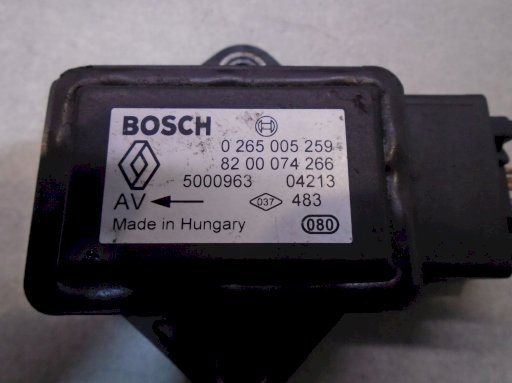 BOSCH
0 265 005 259
82 00 074 266
5000963 04213
AV 037 483
Made in Hungary 080